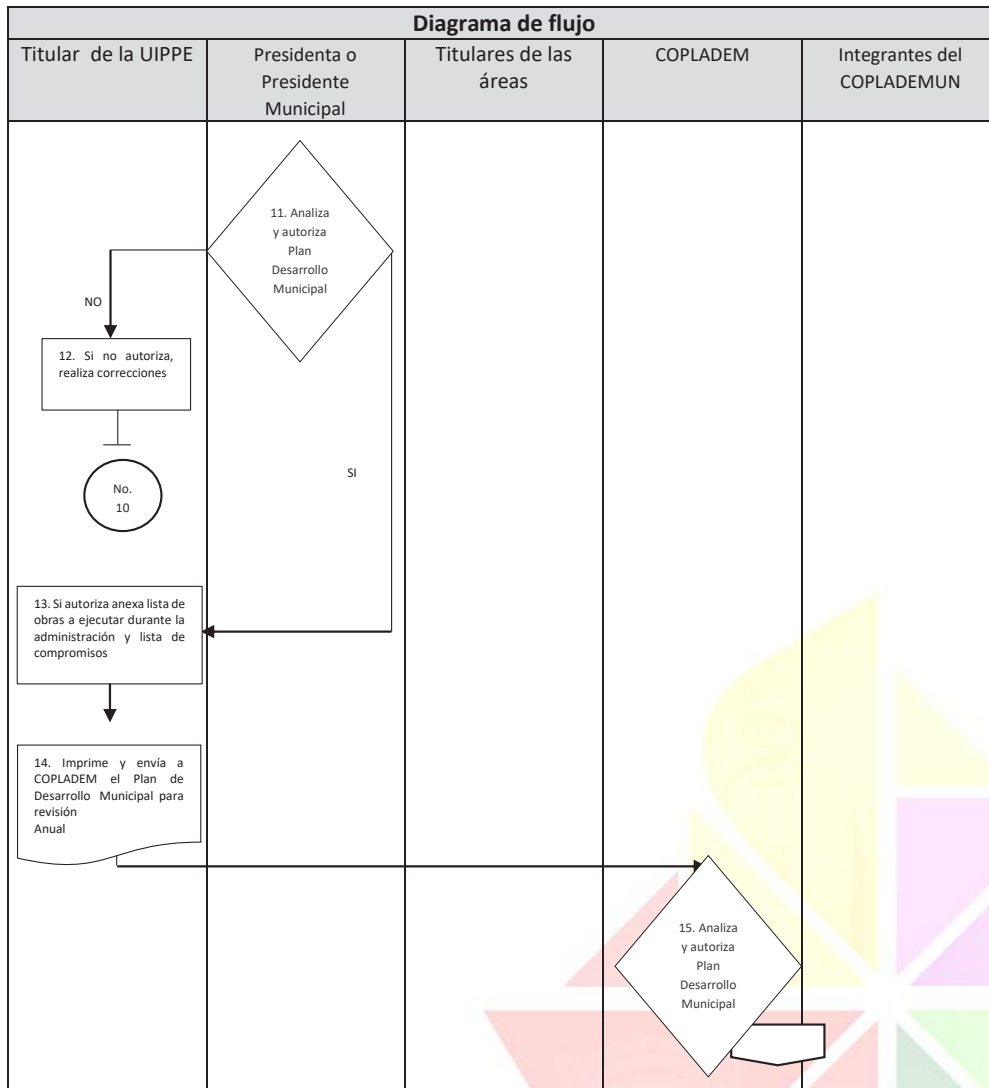 Diagrama de flujo
Titular de la UIPPE
Presidenta o
Presidente
Municipal
Titulares de las
áreas
COPLADEM
Integrantes del
COPLADEMUN
11. Analiza
y autoriza
Plan
Desarrollo
Municipal
NO
12. Si no autoriza,
realiza correcciones
No.
10
SI
13. Si autoriza anexa lista de
obras a ejecutar durante la
administración y lista de
compromisos
14. Imprime y envía a
COPLADEM el Plan de
Desarrollo Municipal para
revisión
Anual
15. Analiza
y autoriza
Plan
Desarrollo
Municipal